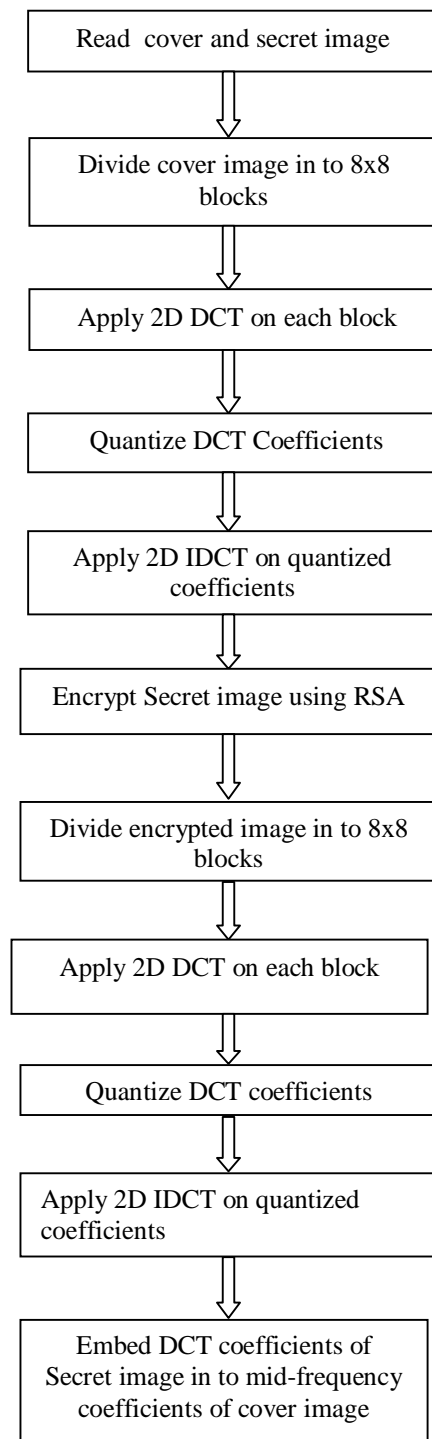 Read cover and secret image
Divide cover image in to 8x8
blocks
Apply 2D DCT on each block
Quantize DCT Coefficients
Apply 2D IDCT on quantized
coefficients
Encrypt Secret image using RSA
Divide encrypted image in to 8x8
blocks
Apply 2D DCT on each block
Quantize DCT coefficients
Apply 2D IDCT on quantized
coefficients
Embed DCT coefficients of
Secret image in to mid-frequency
coefficients of cover image